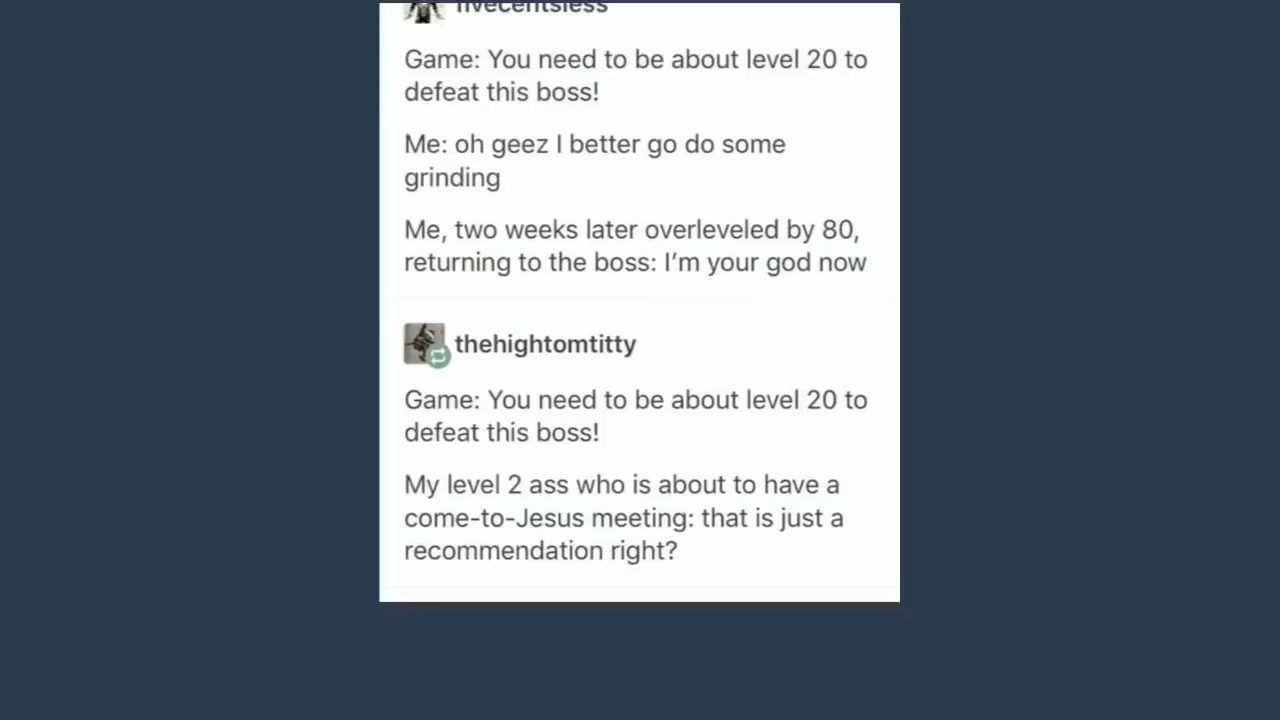 fivecentsless
Game: You need to be about level 20 to
defeat this boss!
Me: oh geez I better go do some
grinding
Me, two weeks later overleveled by 80,
returning to the boss: I'm your god now
thehightomtitty
Game: You need to be about level 20 to
defeat this boss!
My level 2 ass who is about to have a
come-to-Jesus meeting: that is just a
recommendation right?